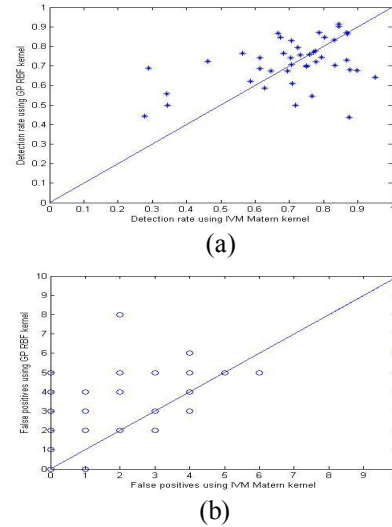 Detection rate using GP RBF kernel
1
0.9
0.8
0.7
0.6
0.5
0.4
0.3
0.2
0.1
0
0 0.1 0.2 0.3 0.4 0.5 0.6 0.7 0.8 0.9
Detection rate using IVM Matern kernel
(a)
False positives using GP RBF kernel
10
9
8
7
6
5
4
3
2
1
0
0 1 2 3 4 5 6 7 8 9
False positives using IVM Matern kernel
(b)